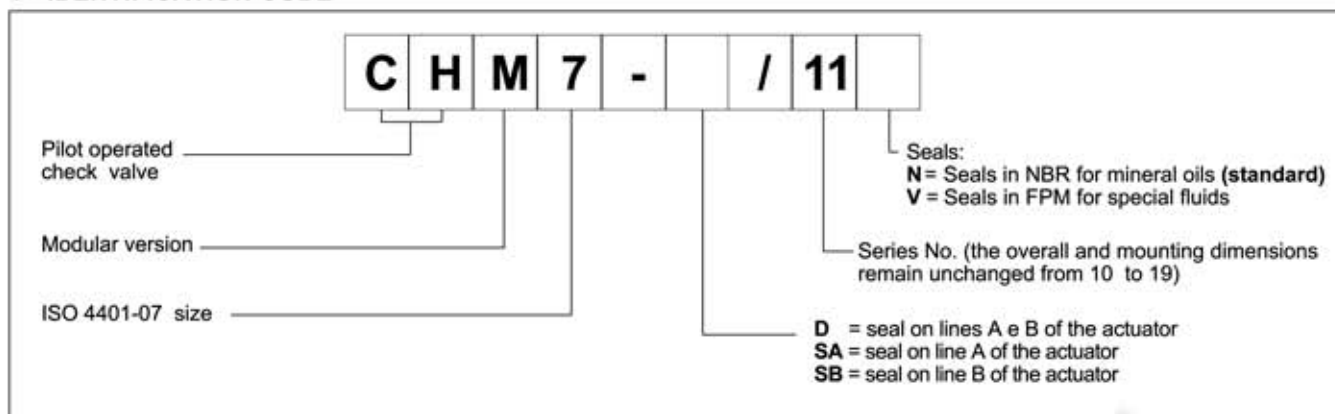 C H M 7 - / 11
Pilot operated
check valve
Modular version
ISO 4401-07 size
Seals:
N = Seals in NBR for mineral oils (standard)
V = Seals in FPM for special fluids
Series No. (the overall and mounting dimensions
remain unchanged from 10 to 19)
D = seal on lines A e B of the actuator
SA = seal on line A of the actuator
SB = seal on line B of the actuator